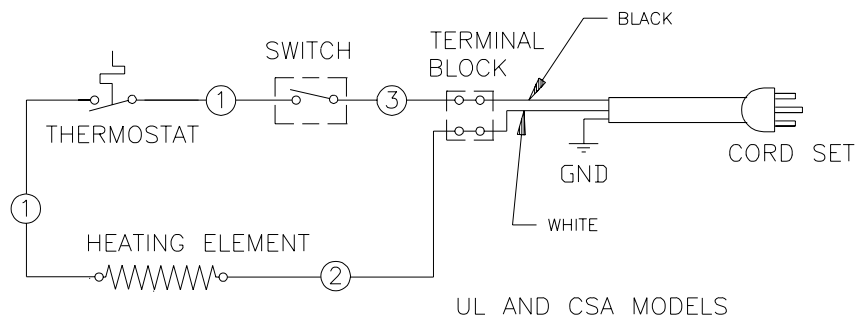 BLACK
TERMINAL
BLOCK
SWITCH
1
3
THERMOSTAT
CORD SET
GND
1
WHITE
HEATING ELEMENT
2
UL AND CSA MODELS